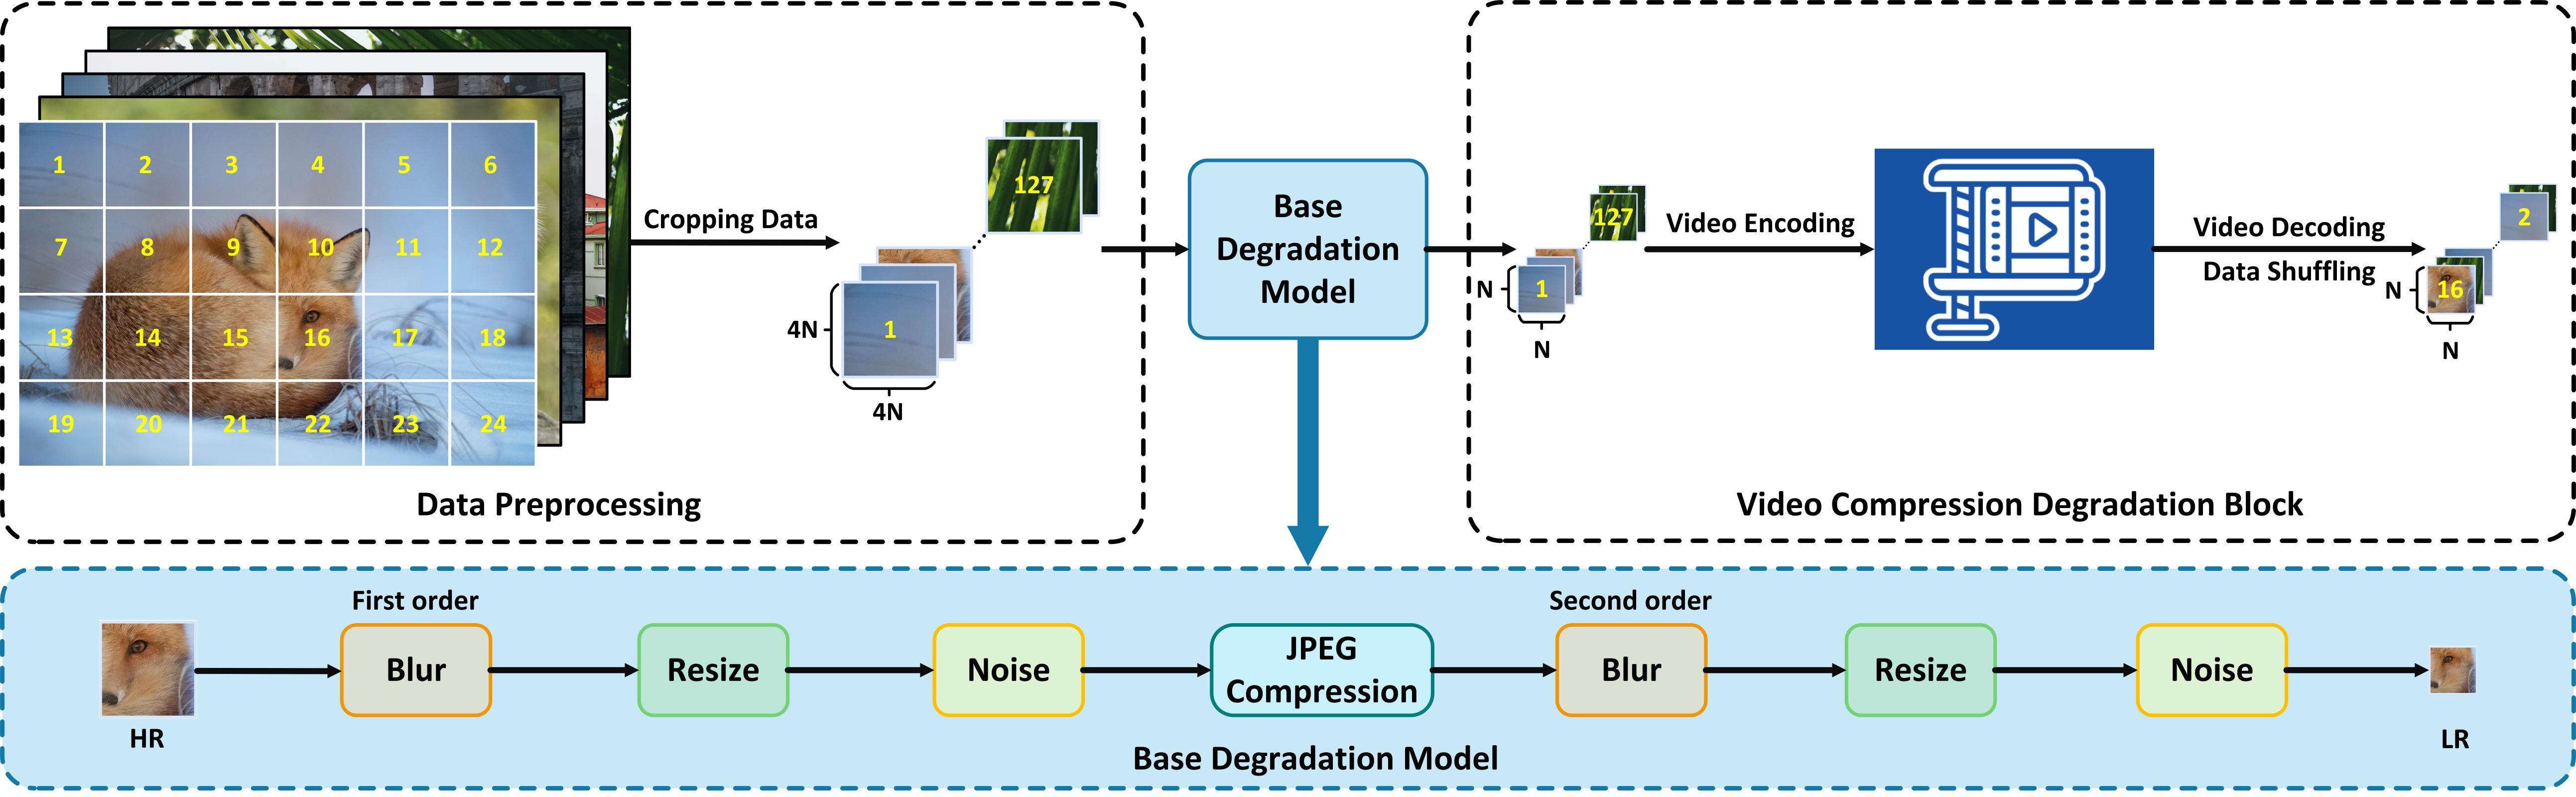 1 2 3 4 5 6
7 8 9 10 11 12
13 14 15 16 17 18
19 20 21 22 23 24
Cropping Data
127
1
4N
4N
Data Preprocessing
Base
Degradation
Model
127
1
N
N
Video Encoding
Video Decoding
Data Shuffling
2
16
N
N
Video Compression Degradation Block
First order
Second order
HR
Blur
Resize
Noise
JPEG
Compression
Blur
Resize
Noise
LR
Base Degradation Model